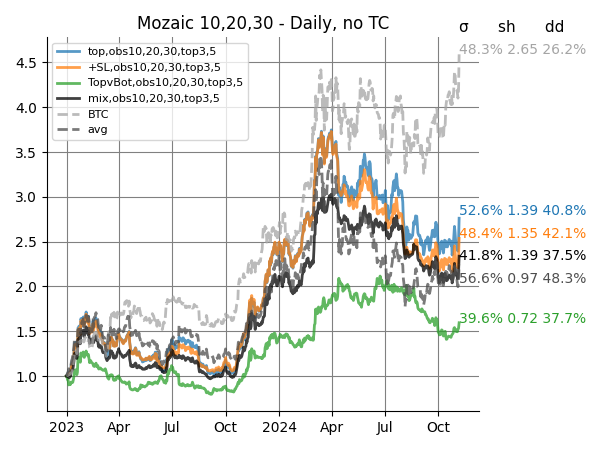 Mozaic 10,20,30 - Daily, no TC
σ sh dd
top,obs10,20,30,top3,5
+SL,obs10,20,30,top3,5
TopvBot,obs10,20,30,top3,5
mix,obs10,20,30,top3,5
BTC
avg
48.3% 2.65 26.2%
52.6% 1.39 40.8%
48.4% 1.35 42.1%
41.8% 1.39 37.5%
56.6% 0.97 48.3%
39.6% 0.72 37.7%
4.5
4.0
3.5
3.0
2.5
2.0
1.5
1.0
2023 Apr Jul Oct 2024 Apr Jul Oct